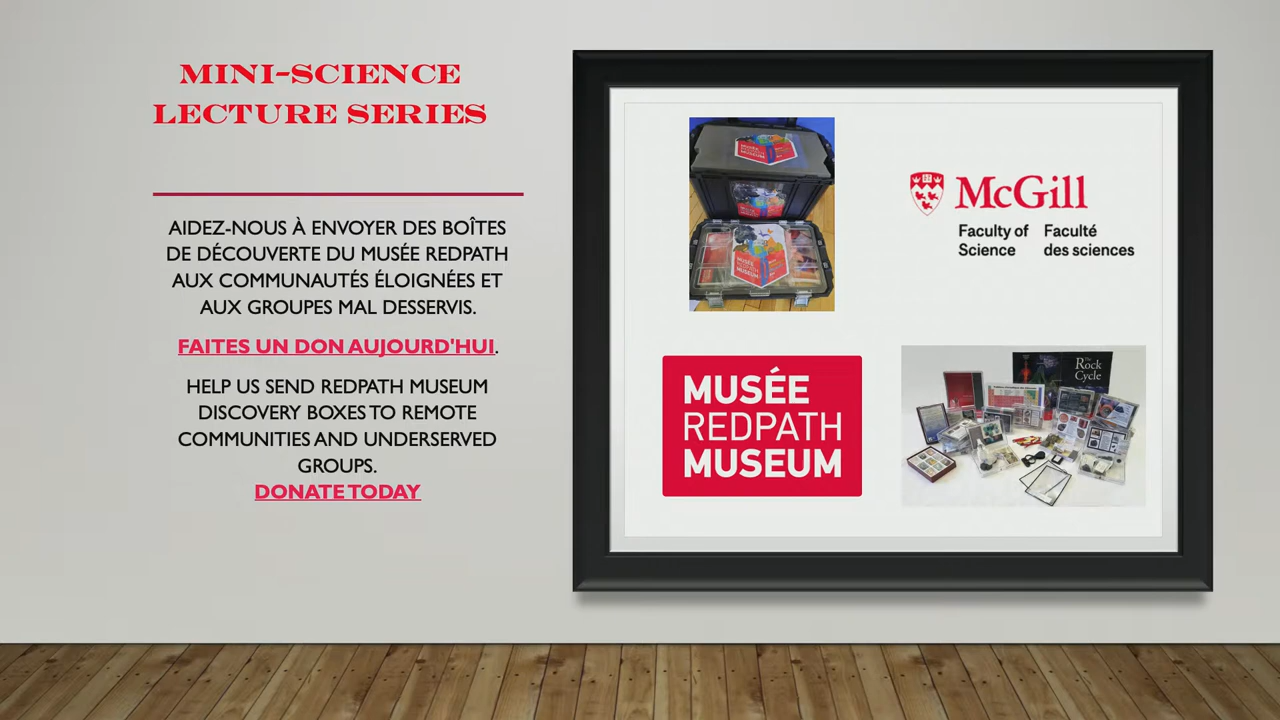 MINI-SCIENCE
LECTURE SERIES
AIDEZ-NOUS À ENVOYER DES BOÎTES
DE DÉCOUVERTE DU MUSÉE REDPATH
AUX COMMUNAUTÉS ÉLOIGNÉES ET
AUX GROUPES MAL DESSERVIS.
FAITES UN DON AUJOURD'HUI.
HELP US SEND REDPATH MUSEUM
DISCOVERY BOXES TO REMOTE
COMMUNITIES AND UNDERSERVED
GROUPS.
DONATE TODAY
McGill
Faculty of
Science
Faculté
des sciences
MUSÉE
REDPATH
MUSEUM
The
Rock
Cycle